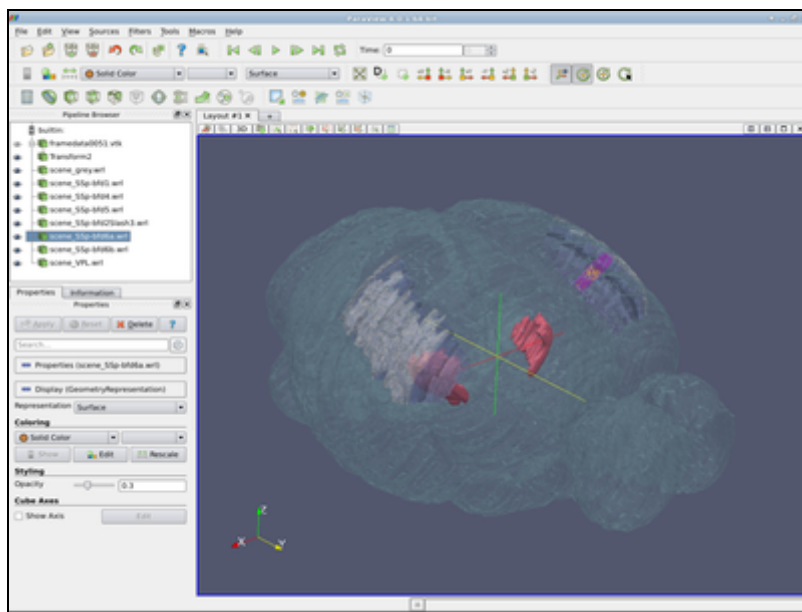 File Edit View Sources Filters Tools Macros Help
Time: 0
Solid Color Surface
Pipeline Browser
Layout #1
3D
builtin:
framedata0051.vtk
Transform2
scene_grey.wrl
scene_SSp-bfd1.wrl
scene_SSp-bfd4.wrl
scene_SSp-bfd5.wrl
scene_SSp-bfd2Slash3.wrl
scene_SSp-bfd6a.wrl
scene_SSp-bfd6b.wrl
scene_VPL.wrl
Properties Information
Properties
Apply Reset Delete ?
Search...
Properties (scene_SSp-bfd6a.wrl)
Display (GeometryRepresentation)
Representation Surface
Coloring
Solid Color
Show Edit Rescale
Styling
Opacity 0.3
Cube Axes
Show Axis Edit
Z
X Y